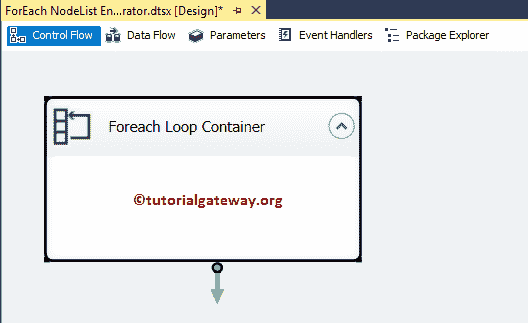 ForEach NodeList En...rator.dtsx [Design]*
Control Flow Data Flow Parameters Event Handlers Package Explorer
Foreach Loop Container
©tutorialgateway.org